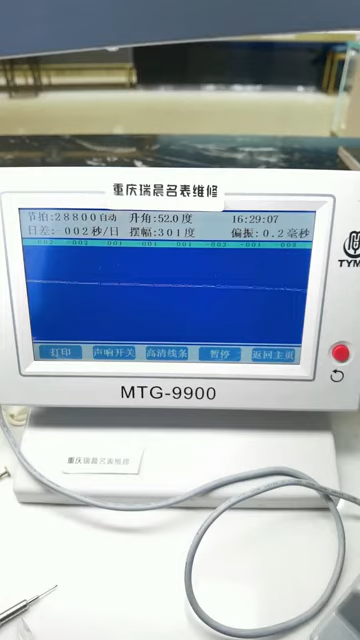 重庆瑞晨名表维修
节拍:28800自动 升角:52.0度 16:29:07
日差:-002秒/日 摆幅:301度 偏振:0.2毫秒
打印 声响开关 高清线条 暂停 返回主页
MTG-9900
重庆瑞晨名表维修